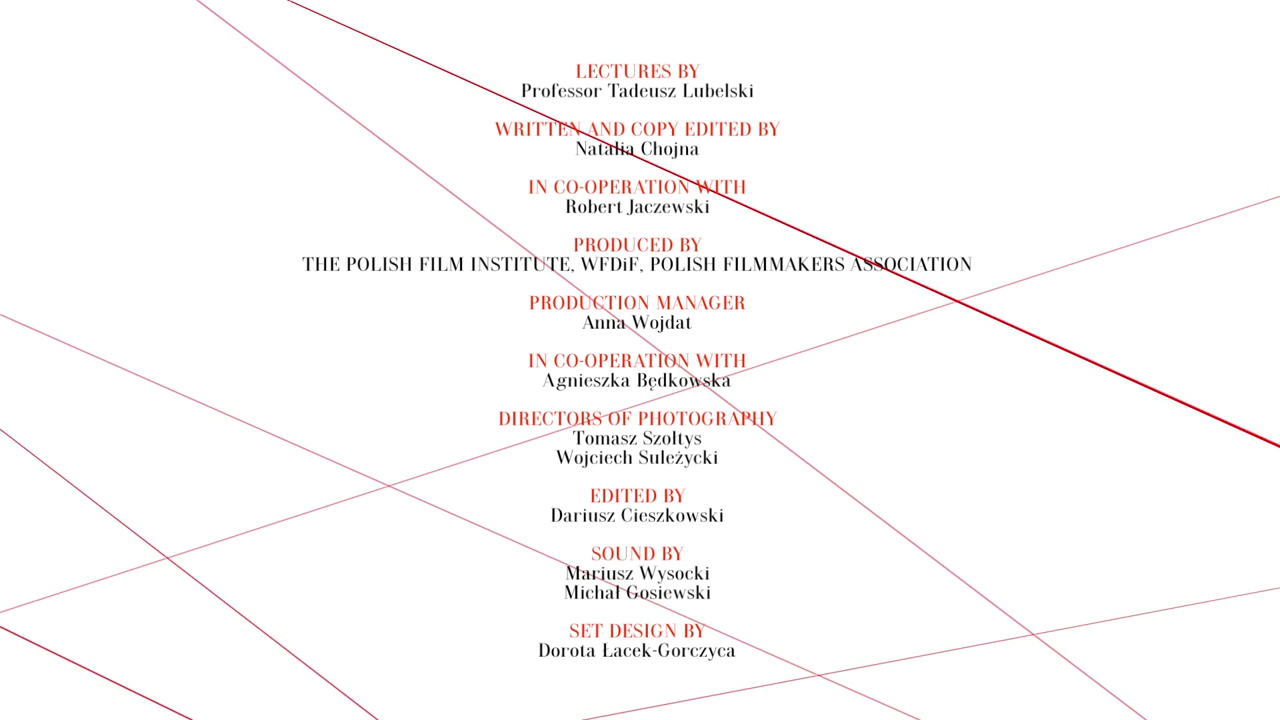 LECTURES BY
Professor Tadeusz Lubelski
WRITTEN AND COPY EDITED BY
Natalia Chojna
IN CO-OPERATION WITH
Robert Jaczewski
PRODUCED BY
THE POLISH FILM INSTITUTE, WFDiF, POLISH FILMMAKERS ASSOCIATION
PRODUCTION MANAGER
Anna Wojdat
IN CO-OPERATION WITH
Agnieszka Będkowska
DIRECTORS OF PHOTOGRAPHY
Tomasz Szołtys
Wojciech Suleżycki
EDITED BY
Dariusz Cieszkowski
SOUND BY
Mariusz Wysocki
Michał Gosiewski
SET DESIGN BY
Dorota Łacek-Gorczyca